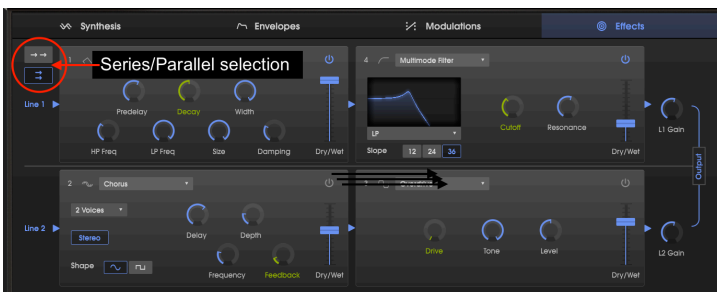 Synthesis Envelopes Modulations Effects
Series/Parallel selection
1
4 Multimode Filter
Predelay Decay Width
Line 1
Cutoff Resonance
L1 Gain
LP
HP Freq LP Freq Size Damping Dry/Wet
Slope 12 24 36 Dry/Wet
Output
2 Chorus
2 Voices
Line 2
Stereo
Delay Depth
Drive Tone Level
L2 Gain
Shape
Frequency Feedback Dry/Wet
Dry/Wet